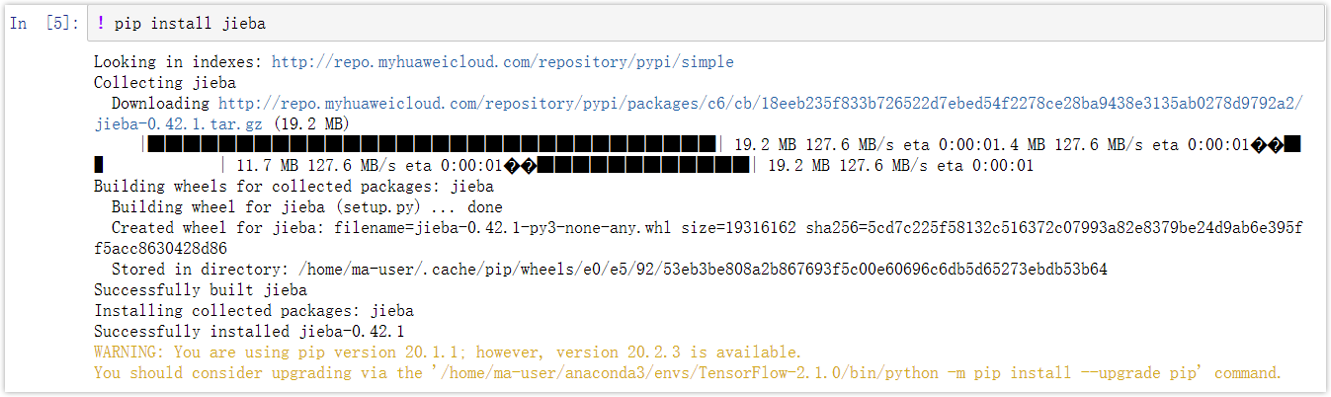 In [5]: ! pip install jieba
Looking in indexes: http://repo.myhuaweicloud.com/repository/pypi/simple
Collecting jieba
Downloading http://repo.myhuaweicloud.com/repository/pypi/packages/c6/cb/18eeb235f833b726522d7ebed54f2278ce28ba9438e3135ab0278d9792a2/
jieba-0.42.1.tar.gz (19.2 MB)
|████████████████████████████████| 19.2 MB 127.6 MB/s eta 0:00:01.4 MB 127.6 MB/s eta 0:00:01��█
█ | 11.7 MB 127.6 MB/s eta 0:00:01��████████████| 19.2 MB 127.6 MB/s eta 0:00:01
Building wheels for collected packages: jieba
Building wheel for jieba (setup.py) ... done
Created wheel for jieba: filename=jieba-0.42.1-py3-none-any.whl size=19316162 sha256=5cd7c225f58132c516372c07993a82e8379be24d9ab6e395f
f5acc8630428d86
Stored in directory: /home/ma-user/.cache/pip/wheels/e0/e5/92/53eb3be808a2b867693f5c00e60696c6db5d65273ebdb53b64
Successfully built jieba
Installing collected packages: jieba
Successfully installed jieba-0.42.1
WARNING: You are using pip version 20.1.1; however, version 20.2.3 is available.
You should consider upgrading via the '/home/ma-user/anaconda3/envs/TensorFlow-2.1.0/bin/python -m pip install --upgrade pip' command.